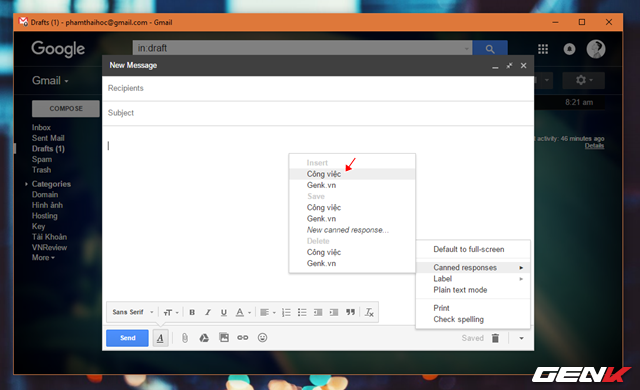 Drafts (1) - phamthaihoc@gmail.com - Gmail
Google
in:draft
Gmail
8:21 am
COMPOSE
Inbox
Sent Mail
Drafts (1)
Spam
Trash
Categories
Domain
Hình ảnh
Hosting
Key
Tài Khoản
VNReview
More
activity: 46 minutes ago
Details
New Message
Recipients
Subject
Insert
Công việc
Genk.vn
Save
Công việc
Genk.vn
New canned response...
Delete
Công việc
Genk.vn
Default to full-screen
Canned responses
Label
Plain text mode
Print
Check spelling
Sans Serif
Send
Saved
GENK